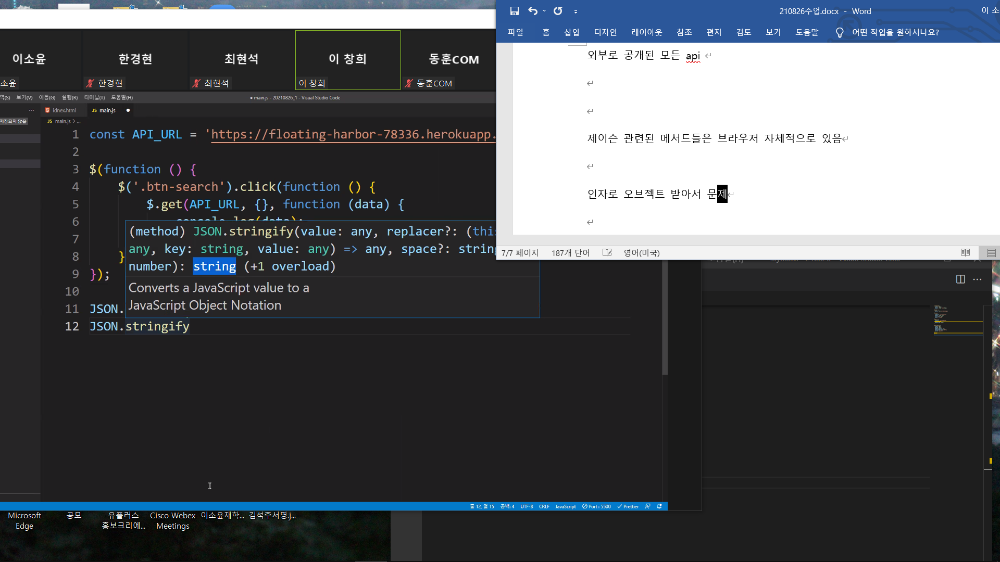 210826수업.docx - Word
이 소
파일 홈 삽입 디자인 레이아웃 참조 편지 검토 보기 도움말 어떤 작업을 원하시나요?
외부로 공개된 모든 api
제이슨 관련된 메서드들은 브라우저 자체적으로 있음
인자로 오브젝트 받아서 문제
7/7 페이지 187개 단어 영어(미국)
이소윤 한경현 최현석 이 창희 동훈COM
소윤 한경현 최현석 이 창희 동훈COM
역(S) 보기(V) 이동(G) 실행(R) 터미널(T) 도움말(H) ● main.js - 20210826_1 - Visual Studio Code
··· idnex.html JS main.js ●
저장되지 않음 JS main.js > ...
1 const API_URL = 'https://floating-harbor-78336.herokuapp.
2
3 $(function () {
4 $('.btn-search').click(function () {
5 $.get(API_URL, {}, function (data) {
6 console.log(data);
7
8 }
9 });
10
11 JSON.
12 JSON.stringify
(method) JSON.stringify(value: any, replacer?: (this
any, key: string, value: any) => any, space?: string
number): string (+1 overload)
Converts a JavaScript value to a
JavaScript Object Notation
줄 12, 열 15 공백: 4 UTF-8 CRLF JavaScript Port : 5500 Prettier
Microsoft Edge
공모
유플러스 홍보크리에...
Cisco Webex Meetings
이소윤재학...
김석주서명.j...